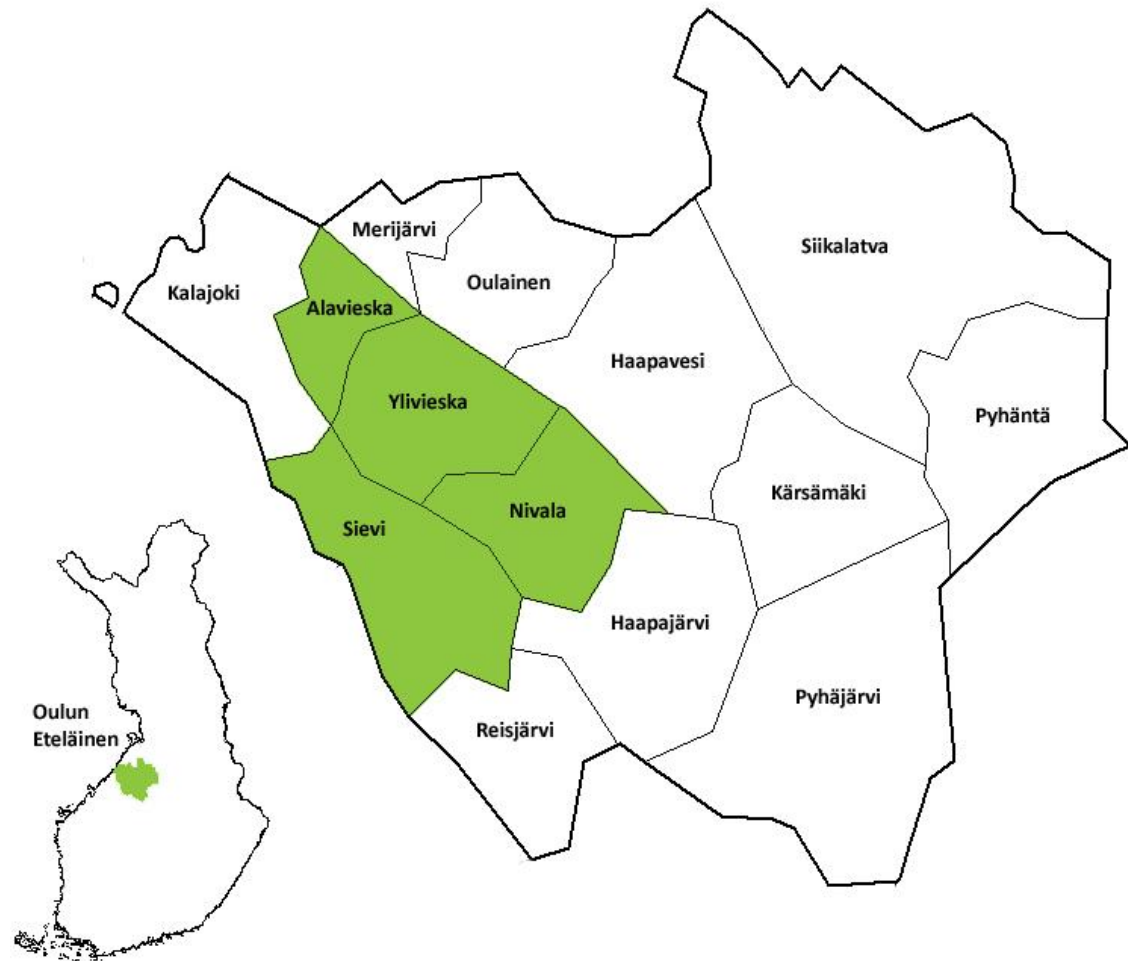 Merijärvi
Siikalatva
Oulainen
Kalajoki
Alavieska
Haapavesi
Ylivieska
Pyhäntä
Kärsämäki
Nivala
Sievi
Haapajärvi
Pyhäjärvi
Reisjärvi
Oulun
Eteläinen